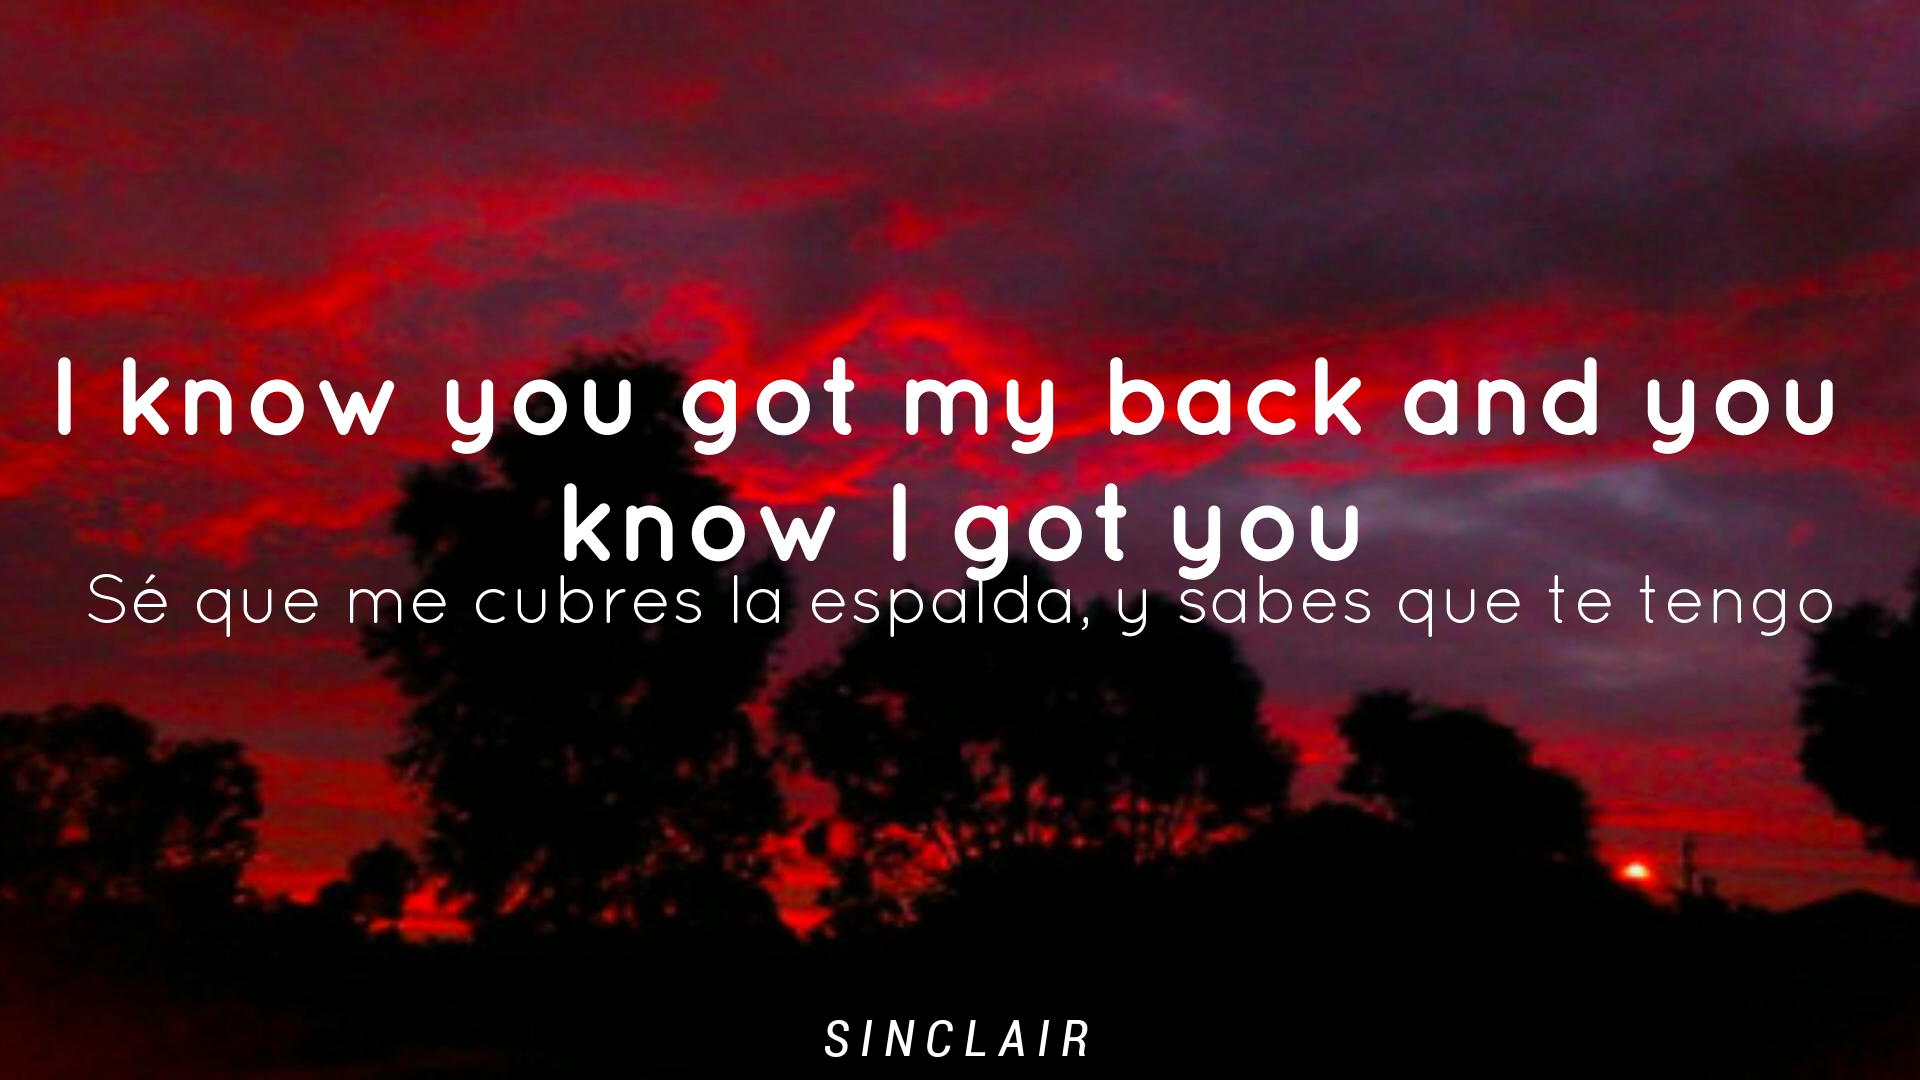 I know you got my back and you
know I got you
Sé que me cubres la espalda, y sabes que te tengo
SINCLAIR